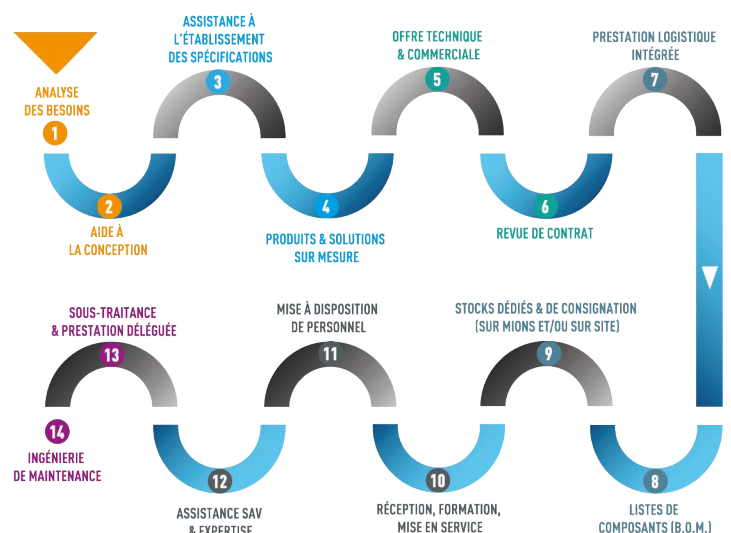 ANALYSE
DES BESOINS
1
2
AIDE À
LA CONCEPTION
ASSISTANCE À
L'ÉTABLISSEMENT
DES SPÉCIFICATIONS
3
4
PRODUITS & SOLUTIONS
SUR MESURE
OFFRE TECHNIQUE
& COMMERCIALE
5
6
REVUE DE CONTRAT
PRESTATION LOGISTIQUE
INTÉGRÉE
7
8
LISTES DE
COMPOSANTS (B.O.M.)
STOCKS DÉDIÉS & DE CONSIGNATION
(SUR MIONS ET/OU SUR SITE)
9
10
RÉCEPTION, FORMATION,
MISE EN SERVICE
MISE À DISPOSITION
DE PERSONNEL
11
12
ASSISTANCE SAV
& EXPERTISE
SOUS-TRAITANCE
& PRESTATION DÉLÉGUÉE
13
14
INGÉNIERIE
DE MAINTENANCE